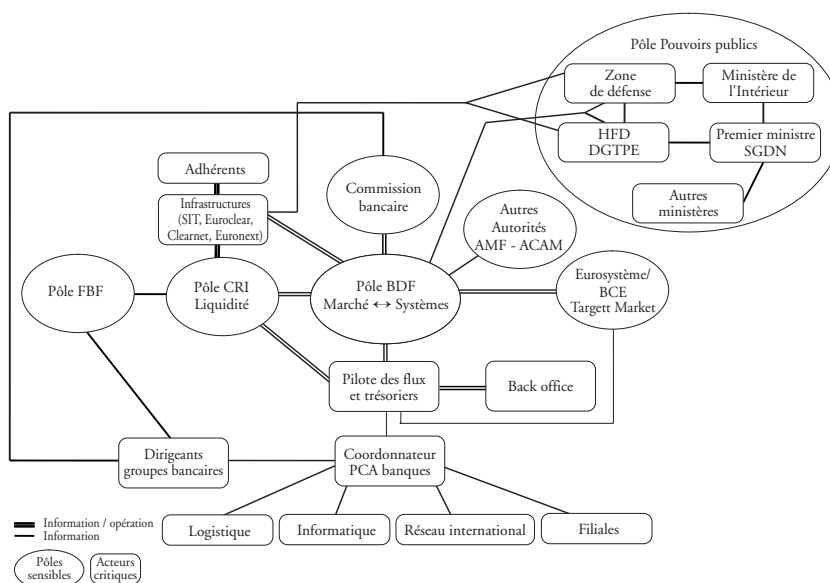 Pôle Pouvoirs publics
Zone
de défense
Ministère de
l'Intérieur
HFD
DGTPE
Premier ministre
SGDN
Autres
ministères
Adhérents
Infrastructures
(SIT, Euroclear,
Clearnet, Euronext)
Commission
bancaire
Autres
Autorités
AMF - ACAM
Pôle FBF
Pôle CRI
Liquidité
Pôle BDF
Marché ↔ Systèmes
Eurosystème/
BCE
Targett Market
Pilote des flux
et trésoriers
Back office
Dirigeants
groupes bancaires
Coordonnateur
PCA banques
Logistique
Informatique
Réseau international
Filiales
Information / opération
Information
Pôles
sensibles
Acteurs
critiques